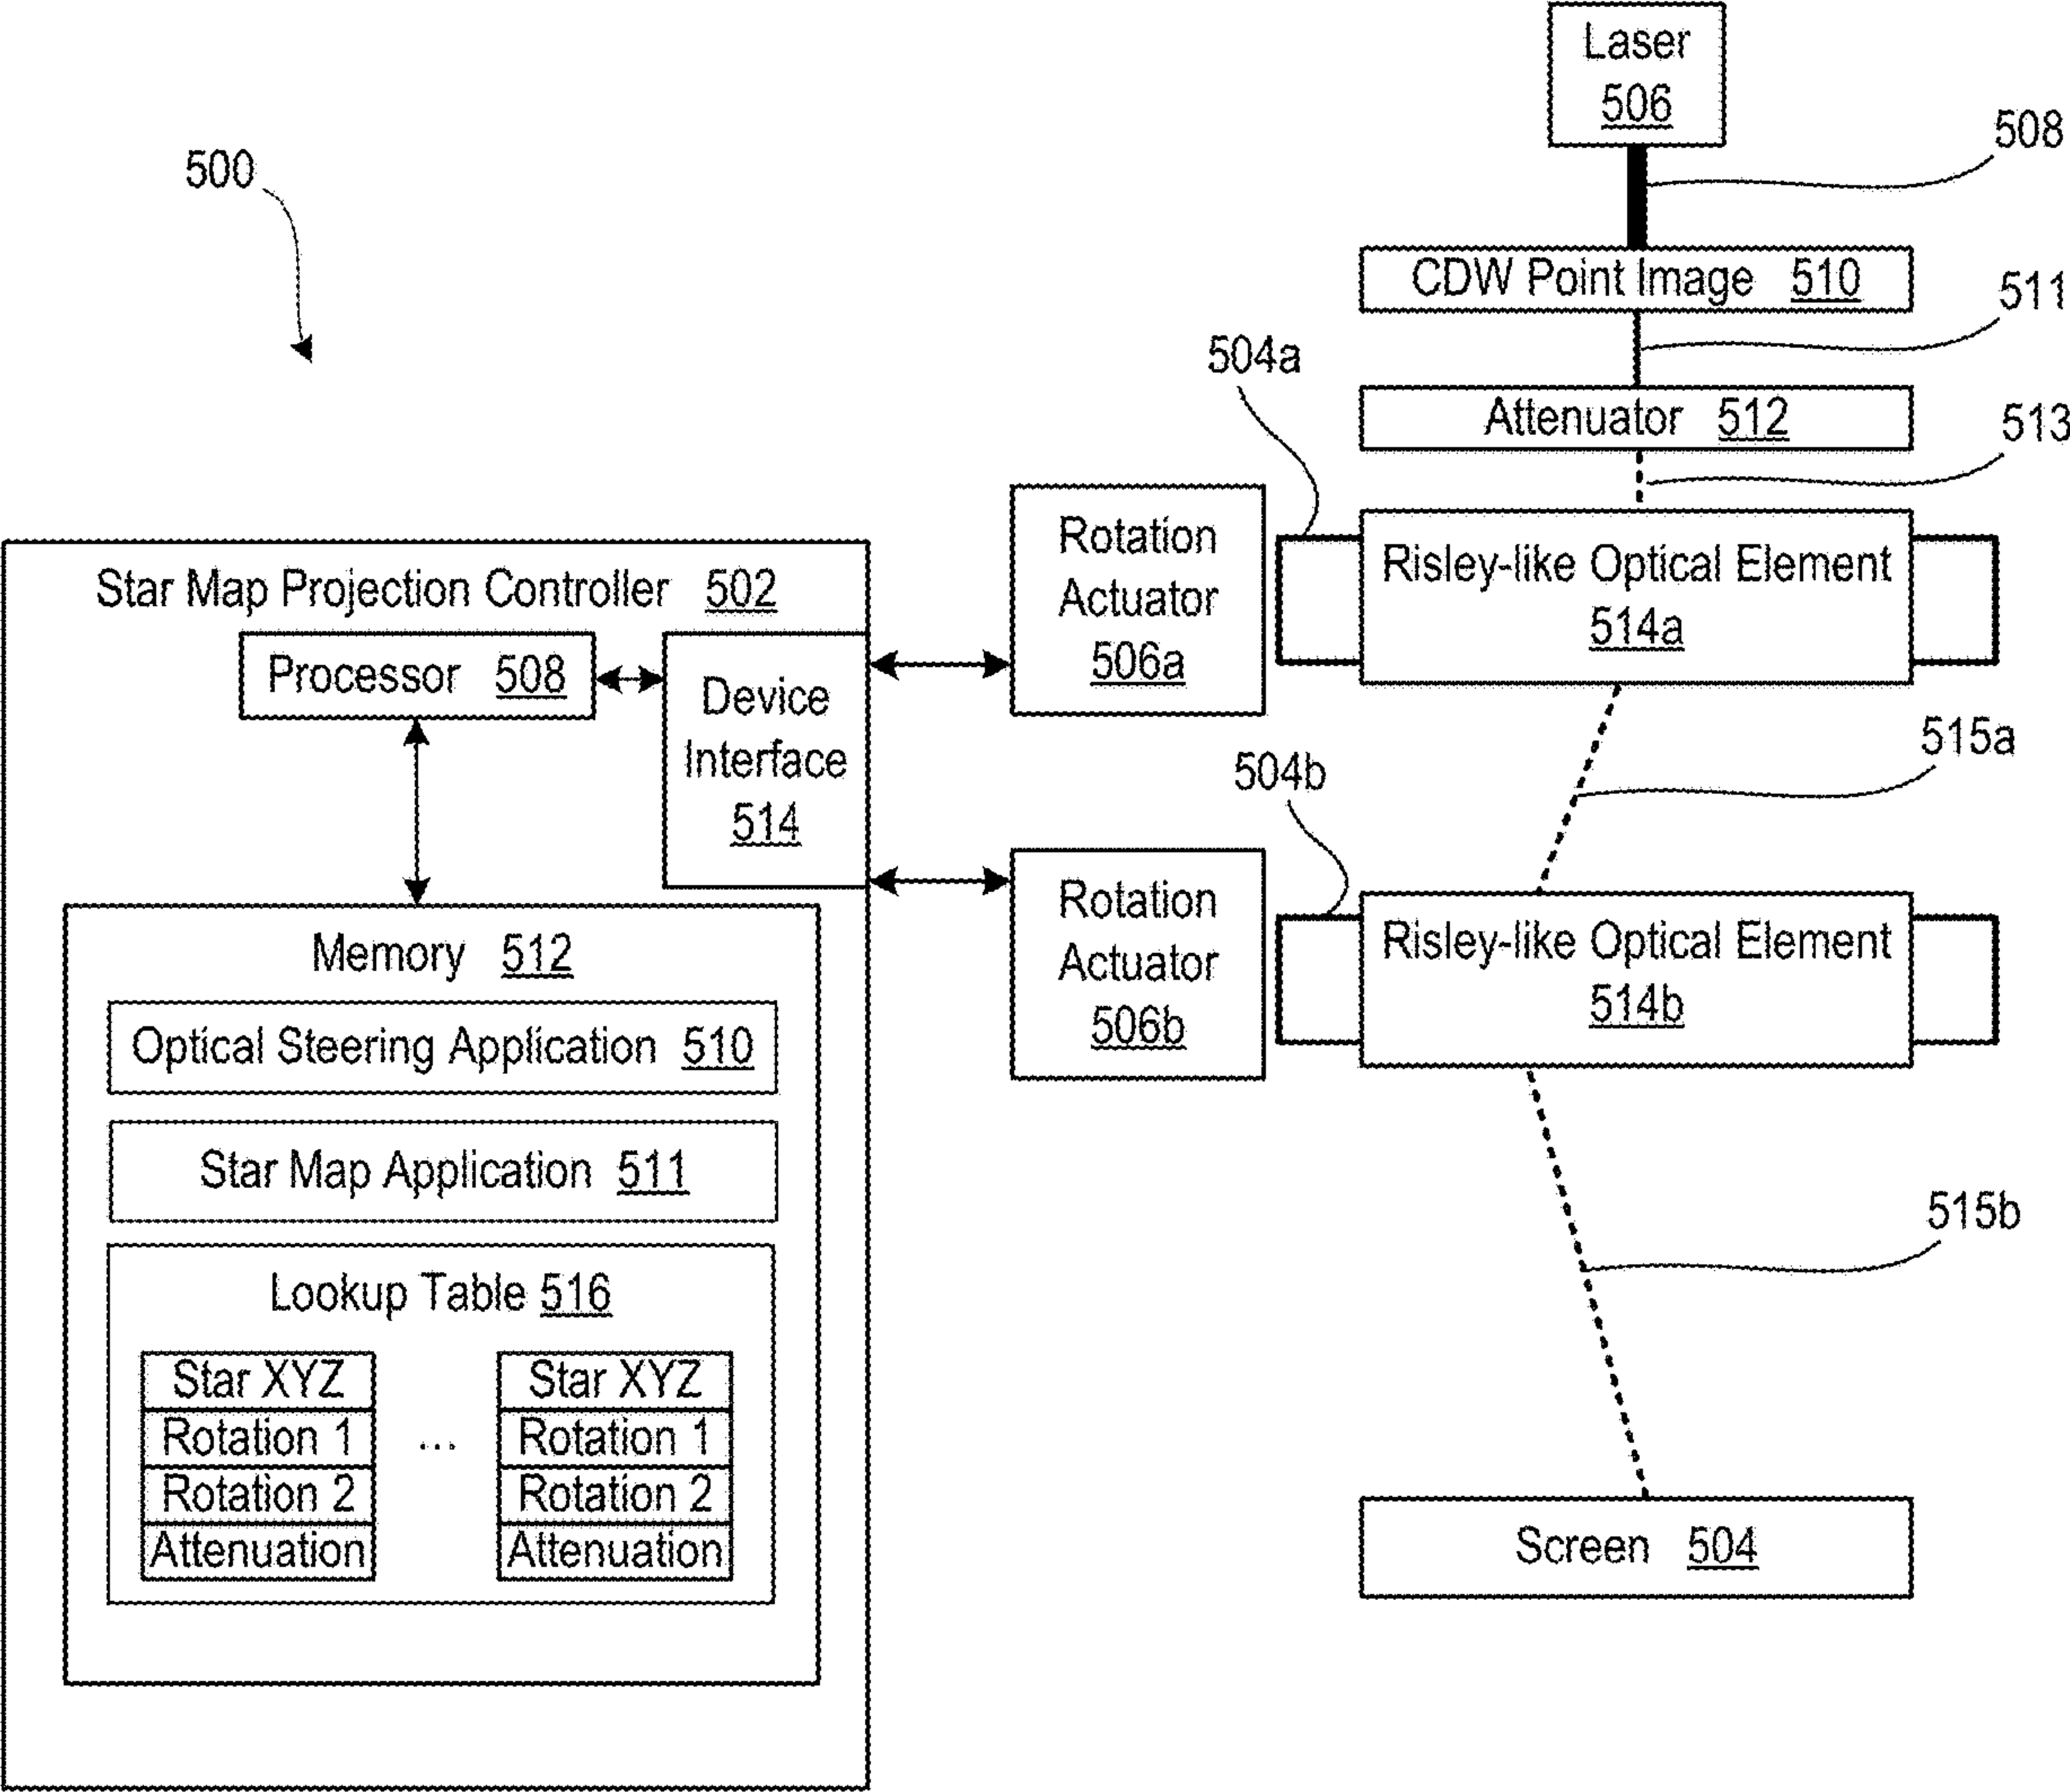 500
Laser
506
508
CDW Point Image 510
511
504a
Attenuator 512
513
Rotation
Actuator
506a
Risley-like Optical Element
514a
Star Map Projection Controller 502
Processor 508
Device
Interface
514
515a
504b
Rotation
Actuator
506b
Risley-like Optical Element
514b
Memory 512
Optical Steering Application 510
Star Map Application 511
515b
Lookup Table 516
Star XYZ
Rotation 1
Rotation 2
Attenuation
...
Star XYZ
Rotation 1
Rotation 2
Attenuation
Screen 504